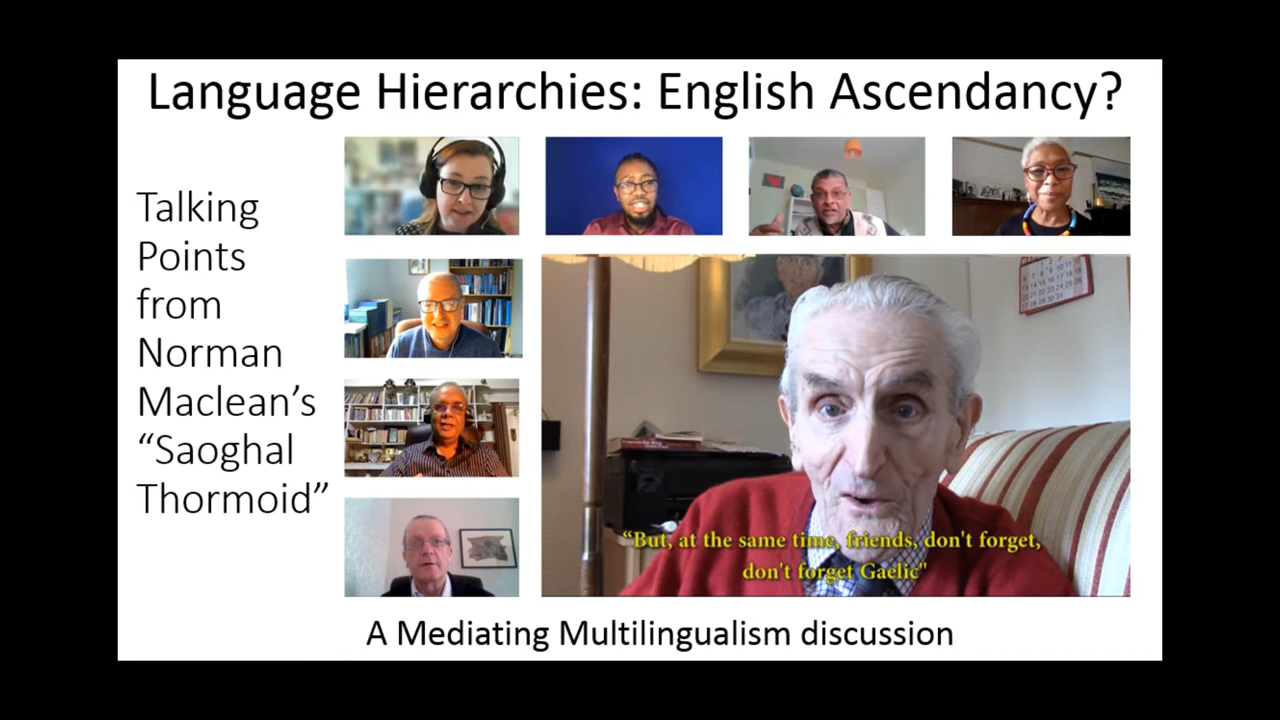 Language Hierarchies: English Ascendancy?
Talking
Points
from
Norman
Maclean’s
“Saoghal
Thormoid”
“But, at the same time, friends, don't forget,
don't forget Gaelic"
A Mediating Multilingualism discussion